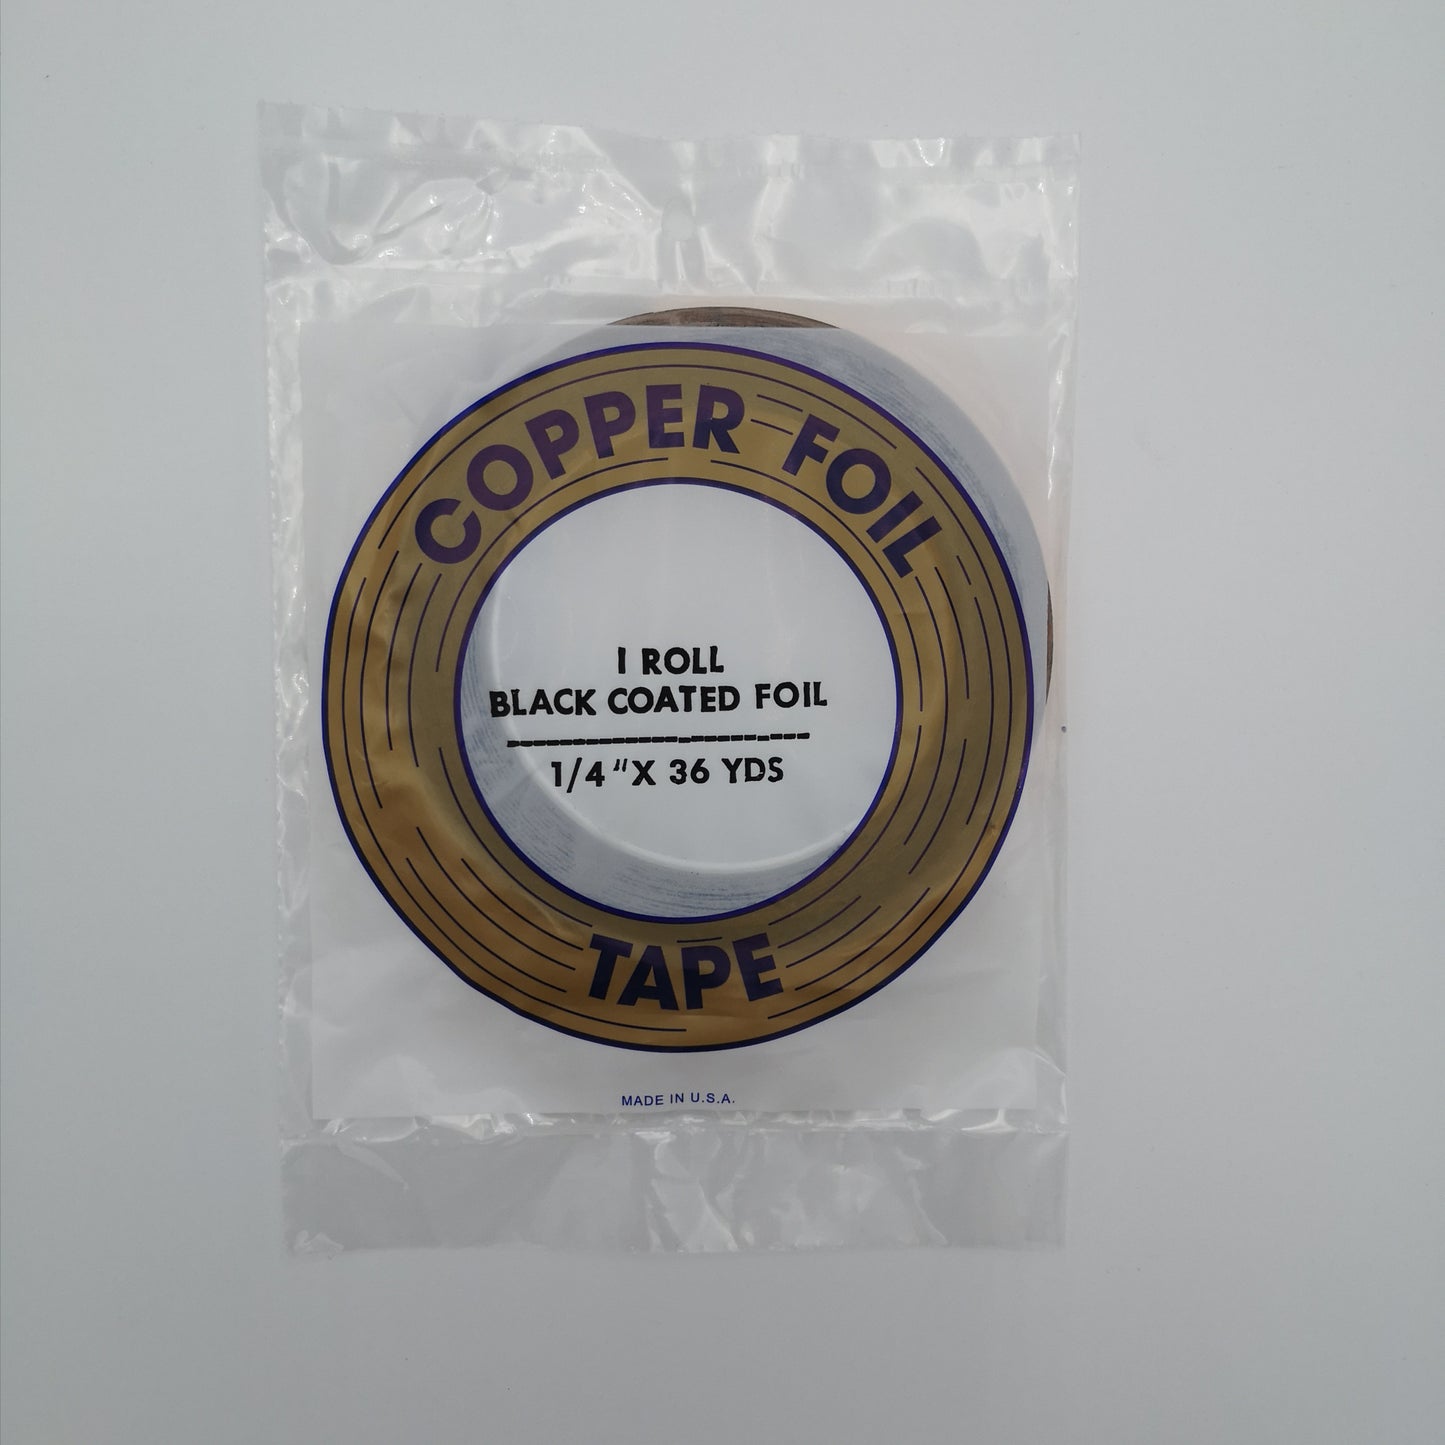 COPPER FOIL
1 ROLL
BLACK COATED FOIL
1/4"X 36 YDS
TAPE
MADE IN U.S.A.